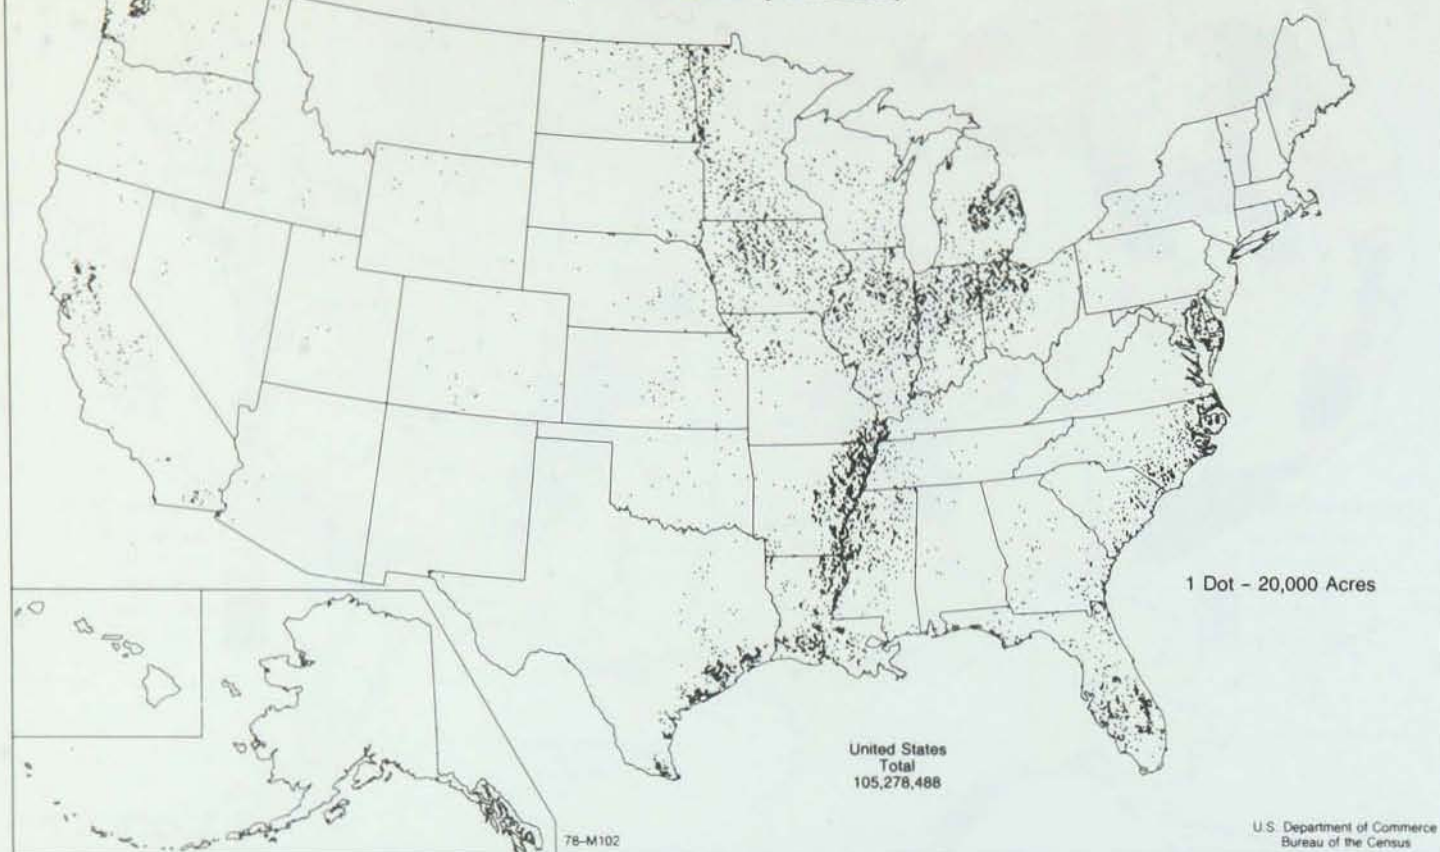 1 Dot – 20,000 Acres
United States
Total
105,278,488
78-M102
U.S. Department of Commerce
Bureau of the Census